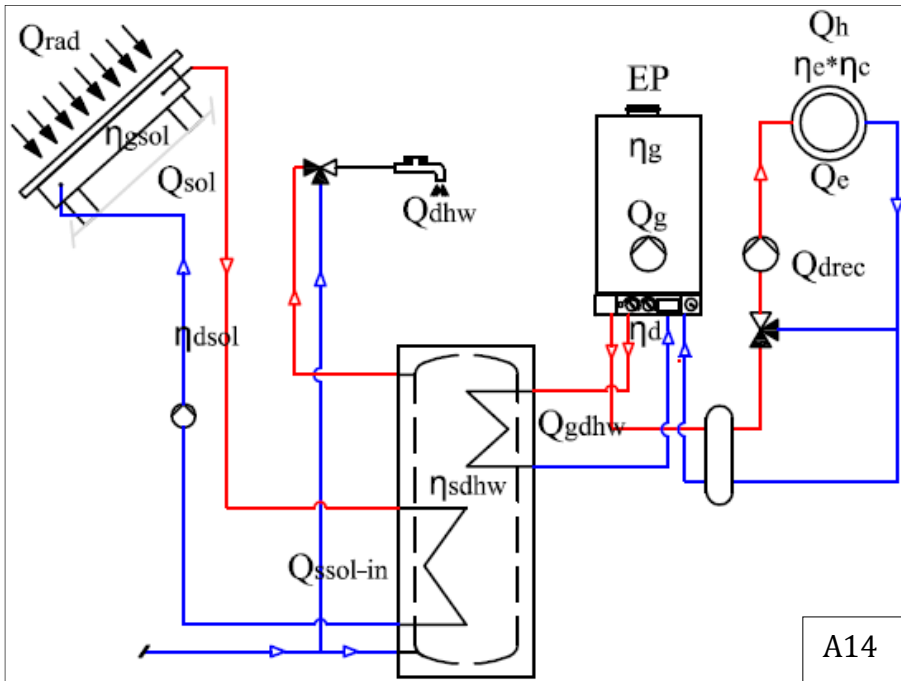 Qrad
Qh
ηe*ηc
EP
ηgsol
ηg
Qsol
Qe
Qdhw
Qg
Qdrec
ηdsol
ηd
Qgdhw
ηsdhw
Qssol-in
A14